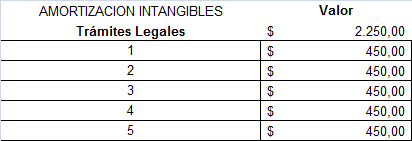 AMORTIZACION INTANGIBLES Valor
Trámites Legales $ 2.250,00
1 $ 450,00
2 $ 450,00
3 $ 450,00
4 $ 450,00
5 $ 450,00